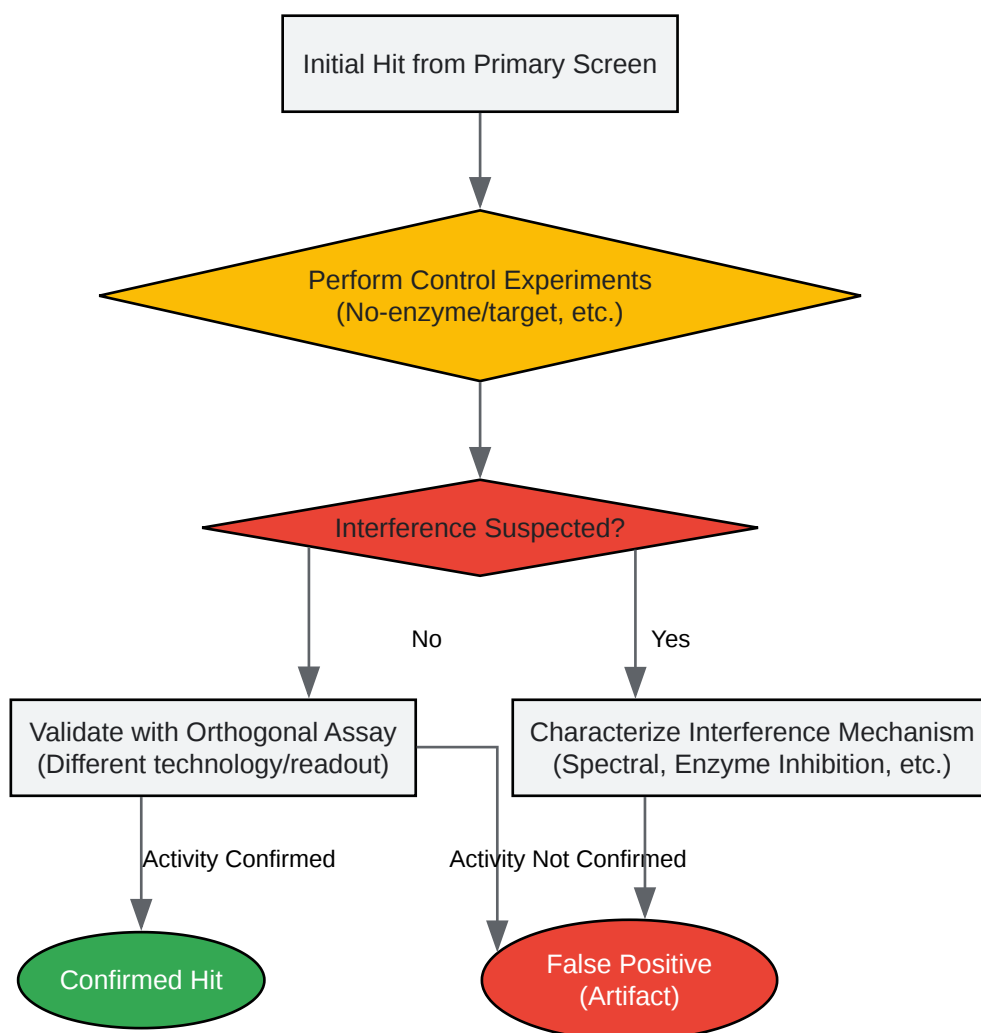 Initial Hit from Primary Screen
Perform Control Experiments
(No-enzyme/target, etc.)
Interference Suspected?
No
Yes
Validate with Orthogonal Assay
(Different technology/readout)
Characterize Interference Mechanism
(Spectral, Enzyme Inhibition, etc.)
Activity Confirmed
Activity Not Confirmed
Confirmed Hit
False Positive
(Artifact)